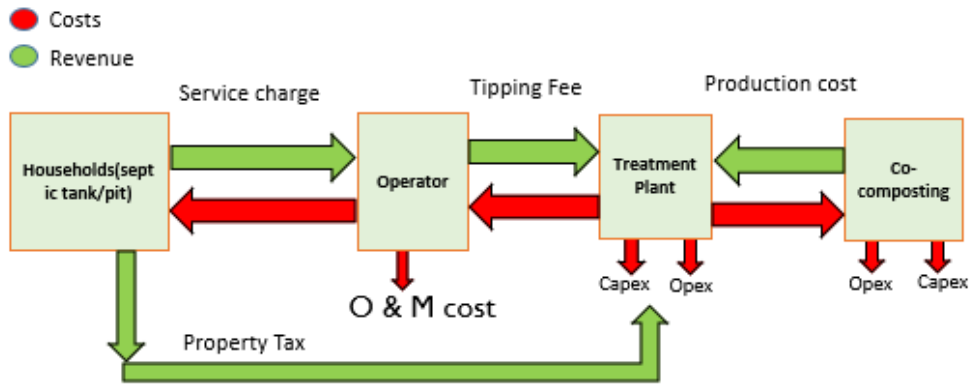 Costs
Revenue
Service charge
Tipping Fee
Production cost
Households(sept
ic tank/pit)
Operator
Treatment
Plant
Co-
composting
Capex
Opex
Opex
Capex
O & M cost
Property Tax